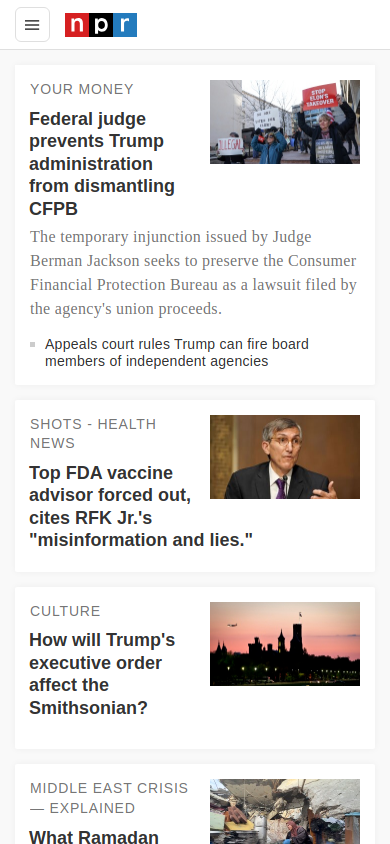 npr
YOUR MONEY
Federal judge
prevents Trump
administration
from dismantling
CFPB
STOP
ELON'S
TAKEOVER
The temporary injunction issued by Judge
Berman Jackson seeks to preserve the Consumer
Financial Protection Bureau as a lawsuit filed by
the agency's union proceeds.
Appeals court rules Trump can fire board
members of independent agencies
SHOTS - HEALTH
NEWS
Top FDA vaccine
advisor forced out,
cites RFK Jr.'s
"misinformation and lies."
CULTURE
How will Trump's
executive order
affect the
Smithsonian?
MIDDLE EAST CRISIS
— EXPLAINED
What Ramadan